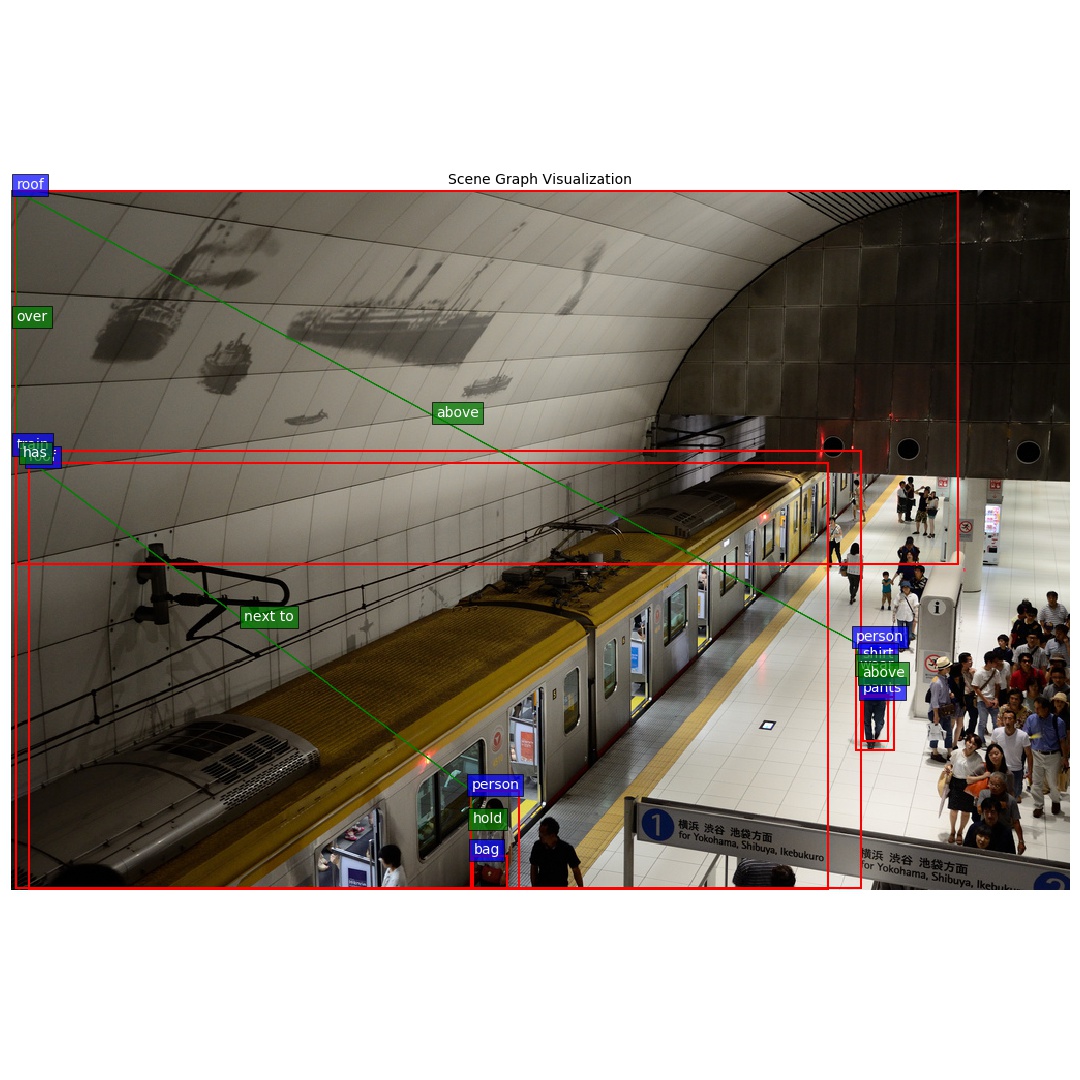 Scene Graph Visualization
roof
over
above
train
has
next to
person
shirt
above
pants
person
hold
bag
i
1 横浜 渋谷 池袋方面
for Yokohama, Shibuya, Ikebukuro
横浜 渋谷 池袋方面
for Yokohama, Shibuya, Ikebuku
2